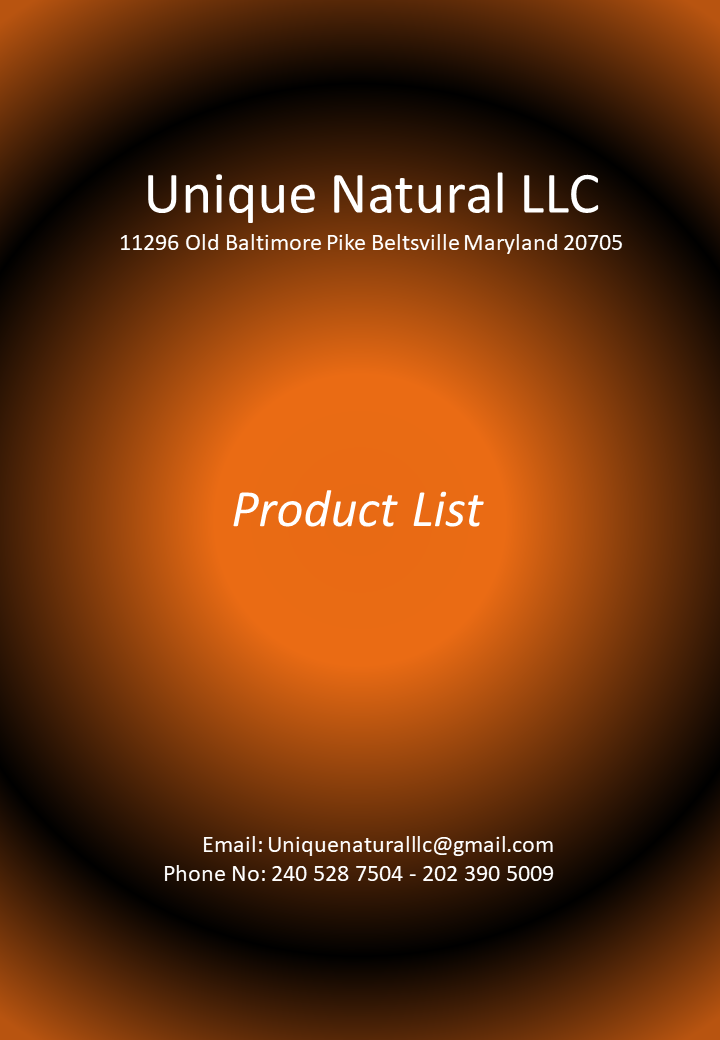 Unique Natural LLC
11296 Old Baltimore Pike Beltsville Maryland 20705
Product List
Email: Uniquenaturalllc@gmail.com
Phone No: 240 528 7504 - 202 390 5009